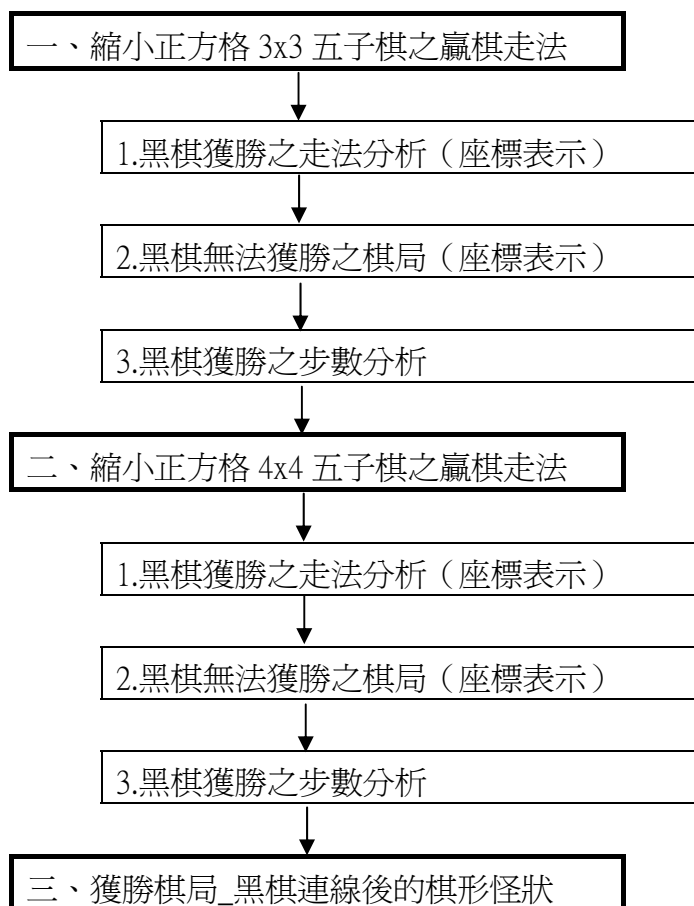 一、縮小正方格 3x3 五子棋之贏棋走法
1.黑棋獲勝之走法分析（座標表示）
2.黑棋無法獲勝之棋局（座標表示）
3.黑棋獲勝之步數分析
二、縮小正方格 4x4 五子棋之贏棋走法
1.黑棋獲勝之走法分析（座標表示）
2.黑棋無法獲勝之棋局（座標表示）
3.黑棋獲勝之步數分析
三、獲勝棋局_黑棋連線後的棋形怪狀